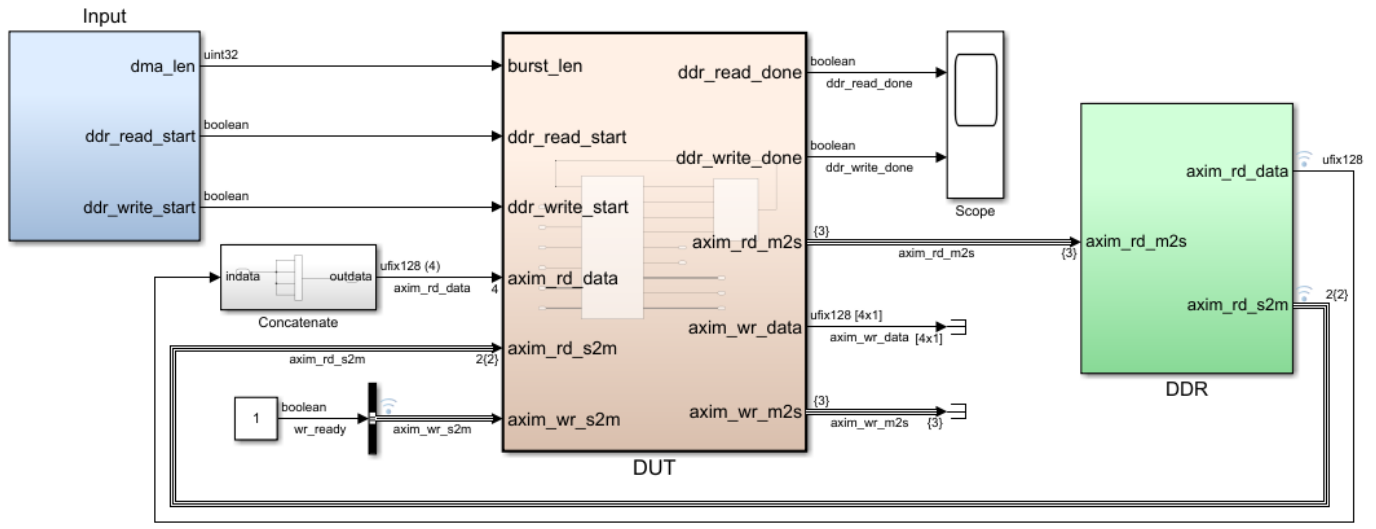 Input
dma_len
uint32
ddr_read_start
boolean
ddr_write_start
boolean
indata
outdata
Concatenate
ufix128 (4)
axim_rd_data
4
axim_rd_s2m
2{2}
1
boolean
wr_ready
axim_wr_s2m
burst_len
ddr_read_start
ddr_write_start
axim_rd_data
axim_rd_s2m
axim_wr_s2m
ddr_read_done
ddr_write_done
axim_rd_m2s
axim_wr_data
axim_wr_m2s
DUT
boolean
ddr_read_done
boolean
ddr_write_done
Scope
{3}
axim_rd_m2s
{3}
ufix128 [4x1]
axim_wr_data [4x1]
{3}
axim_wr_m2s {3}
axim_rd_m2s
axim_rd_data
axim_rd_s2m
DDR
ufix128
2{2}